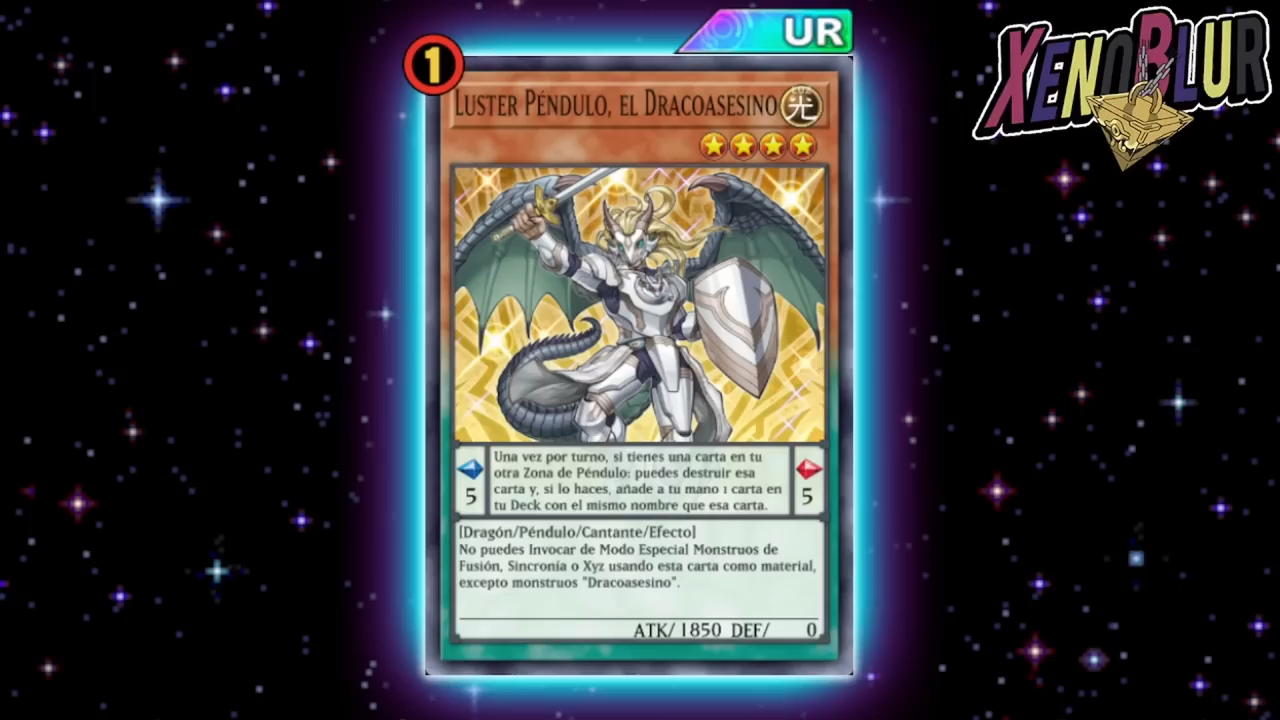 UR
XENOBLUR
1
LUSTER PÉNDULO, EL DRACOASESINO
LUZ
光
Una vez por turno, si tienes una carta en tu
otra Zona de Péndulo: puedes destruir esa
carta y, si lo haces, añade a tu mano 1 carta en
tu Deck con el mismo nombre que esa carta.
5
5
[Dragón/Péndulo/Cantante/Efecto]
No puedes Invocar de Modo Especial Monstruos de
Fusión, Sincronía o Xyz usando esta carta como material,
excepto monstruos "Dracoasesino".
ATK/ 1850 DEF/ 0